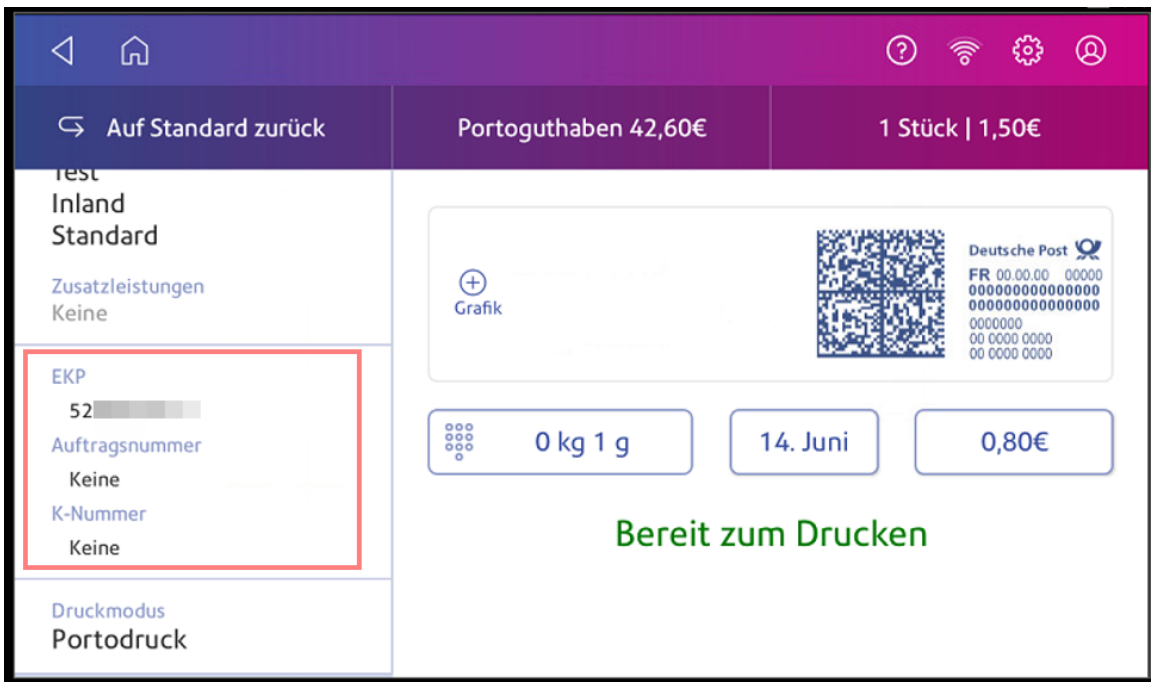 Auf Standard zurück
Portoguthaben 42,60€
1 Stück | 1,50€
Test
Inland
Standard
Zusatzleistungen
Keine
EKP
52
Auftragsnummer
Keine
K-Nummer
Keine
Druckmodus
Portodruck
Grafik
Deutsche Post
FR 00.00.00 00000
000000000000000
000000000000000
0000000
00 0000 0000
00 0000 0000
0 kg 1 g
14. Juni
0,80€
Bereit zum Drucken